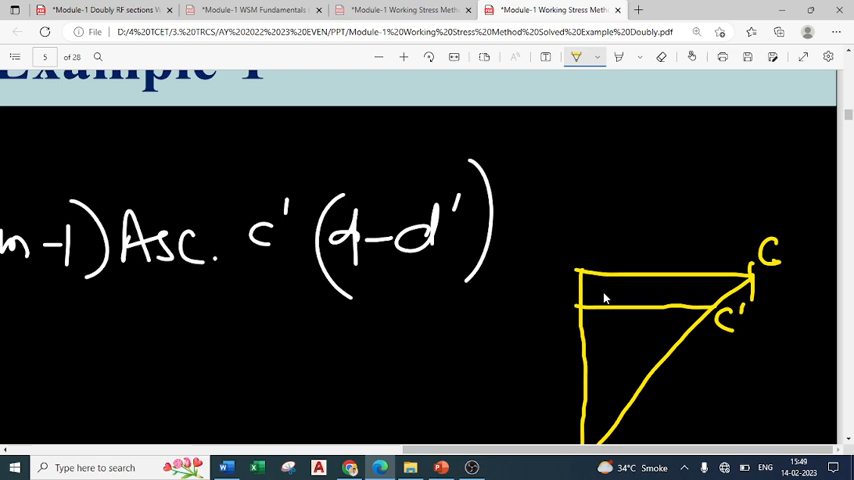 *Module-1 Doubly RF sections W
*Module-1 WSM Fundamentals
*Module-1 Working Stress Meth
*Module-1 Working Stress Meth
File
D:/4%20TCET/3.%20TRCS/AY%202022%2023%20EVEN/PPT/Module-1%20Working%20Stress%20Method%20Solved%20Example%20Doubly.pdf
5 of 28
Example 1
m-1) Asc. c' (d-d')
C
C'
Type here to search
34°C Smoke
ENG
15:49
14-02-2023